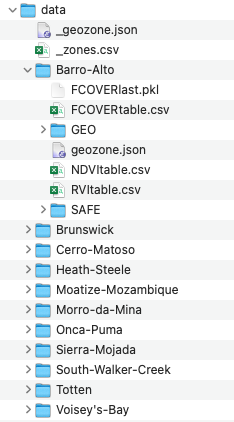 data
_geozone.json
_zones.csv
Barro-Alto
FCOVERlast.pkl
FCOVERtable.csv
GEO
geozone.json
NDVItable.csv
RVItable.csv
SAFE
Brunswick
Cerro-Matoso
Heath-Steele
Moatize-Mozambique
Morro-da-Mina
Onca-Puma
Sierra-Mojada
South-Walker-Creek
Totten
Voisey's-Bay